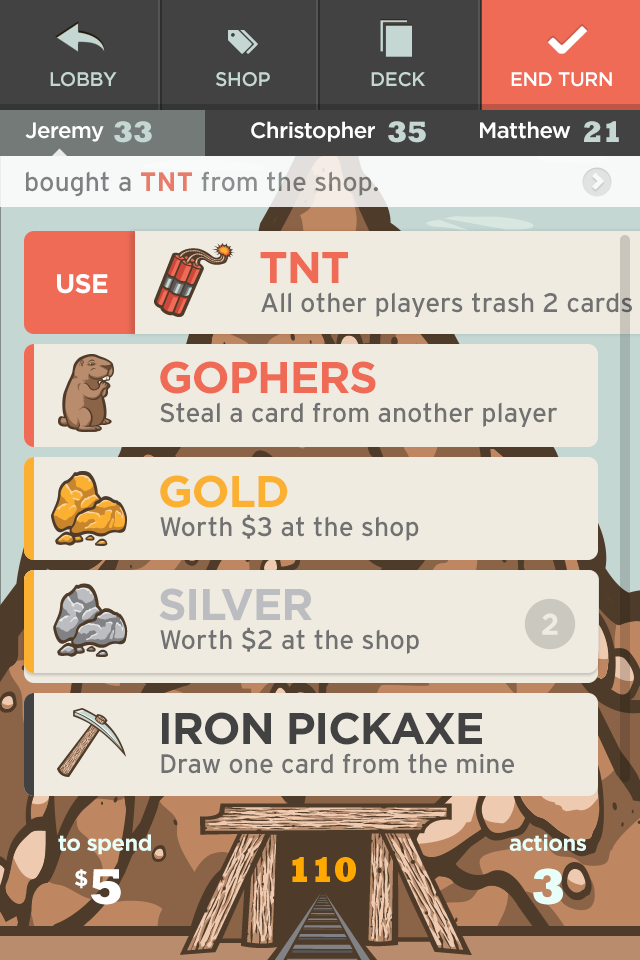 LOBBY
SHOP
DECK
END TURN
Jeremy 33
Christopher 35
Matthew 21
bought a TNT from the shop.
USE
TNT
All other players trash 2 cards
GOPHERS
Steal a card from another player
GOLD
Worth $3 at the shop
SILVER
Worth $2 at the shop
2
IRON PICKAXE
Draw one card from the mine
to spend
$5
110
actions
3